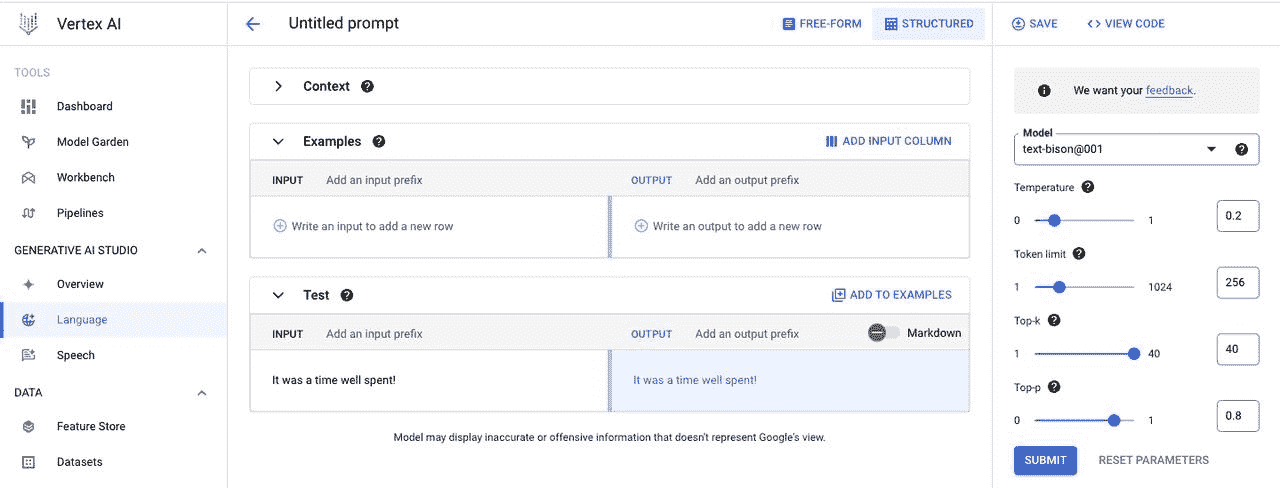 Vertex AI
TOOLS
Dashboard
Model Garden
Workbench
Pipelines
GENERATIVE AI STUDIO
Overview
Language
Speech
DATA
Feature Store
Datasets
Untitled prompt
FREE-FORM
STRUCTURED
Context
Examples
ADD INPUT COLUMN
INPUT Add an input prefix
OUTPUT Add an output prefix
Write an input to add a new row
Write an output to add a new row
Test
ADD TO EXAMPLES
INPUT Add an input prefix
OUTPUT Add an output prefix
Markdown
It was a time well spent!
It was a time well spent!
Model may display inaccurate or offensive information that doesn't represent Google's view.
SAVE
<> VIEW CODE
We want your feedback.
Model
text-bison@001
Temperature
0 1 0.2
Token limit
1 1024 256
Top-k
1 40 40
Top-p
0 1 0.8
SUBMIT RESET PARAMETERS